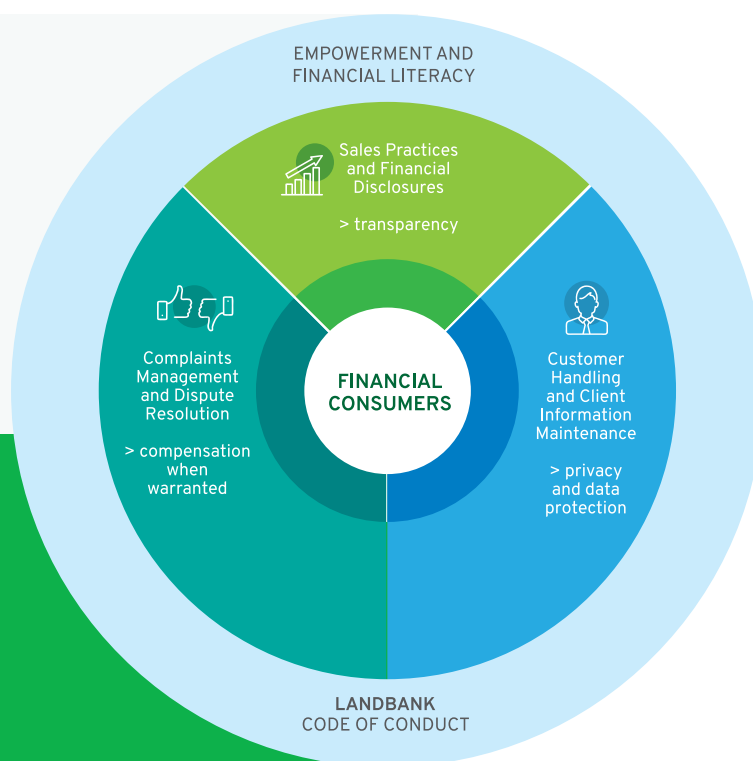 EMPOWERMENT AND
FINANCIAL LITERACY
Sales Practices
and Financial
Disclosures
> transparency
Complaints
Management
and Dispute
Resolution
> compensation
when
warranted
FINANCIAL
CONSUMERS
Customer
Handling
and Client
Information
Maintenance
> privacy
and data
protection
LANDBANK
CODE OF CONDUCT